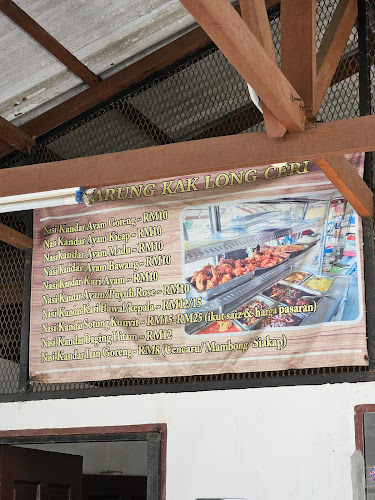 WARUNG KAK LONG CERI
Nasi Kandar Ayam Goreng - RM10
Nasi Kandar Ayam Kicap - RM10
Nasi Kandar Ayam Madu - RM10
Nasi Kandar Ayam Bawang - RM10
Nasi Kandar Kari Ayam - RM10
Nasi Kandar Ayam/Puyuh Rose - RM10
Nasi Kandar Kari Bawal/Kepala - RM12/15
Nasi Kandar Sotong Kunyit - RM15-RM25 (ikut saiz & harga pasaran)
Nasi Kandar Daging Hitam - RM12
Nasi Kandar Ikan Goreng - RM8 (Cencaru/Mambong/Siakap)